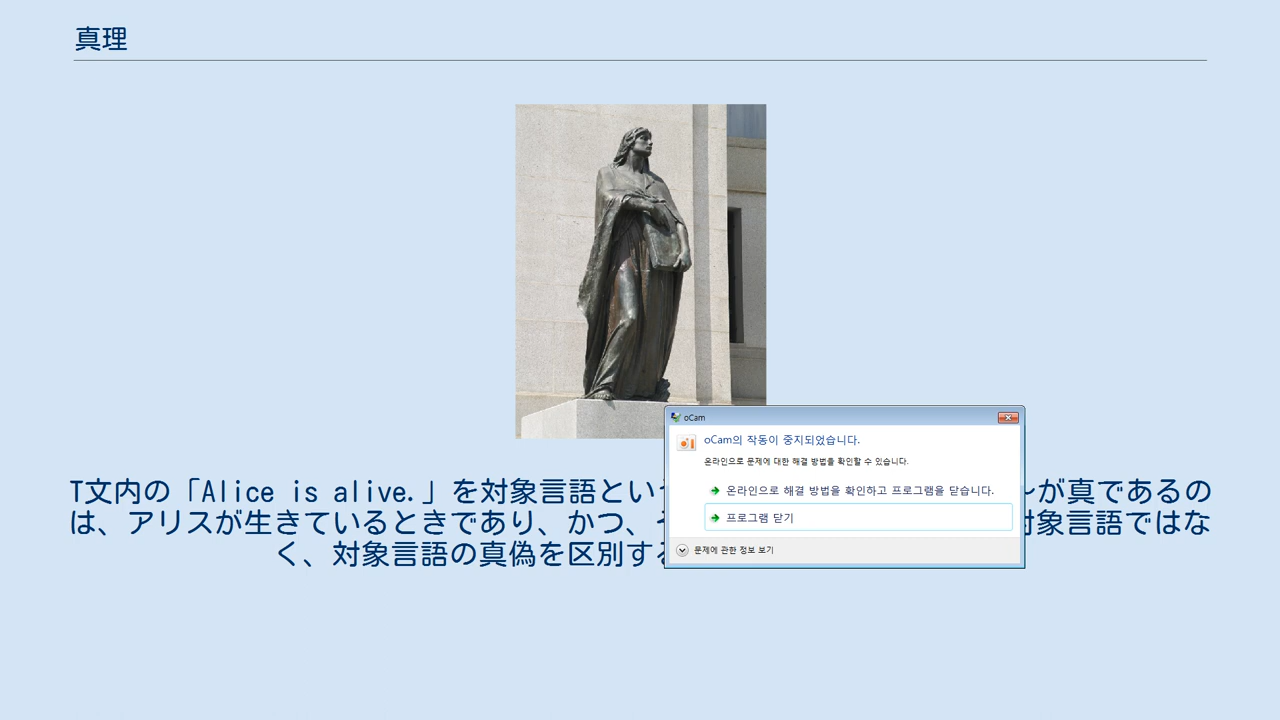 真理
T文内の「Alice is alive.」を対象言語とい
〜が真であるの
は、アリスが生きているときであり、かつ、
対象言語ではな
く、対象言語の真偽を区別す
oCam
oCam의 작동이 중지되었습니다.
온라인으로 문제에 대한 해결 방법을 확인할 수 있습니다.
온라인으로 해결 방법을 확인하고 프로그램을 닫습니다.
프로그램 닫기
문제에 관한 정보 보기